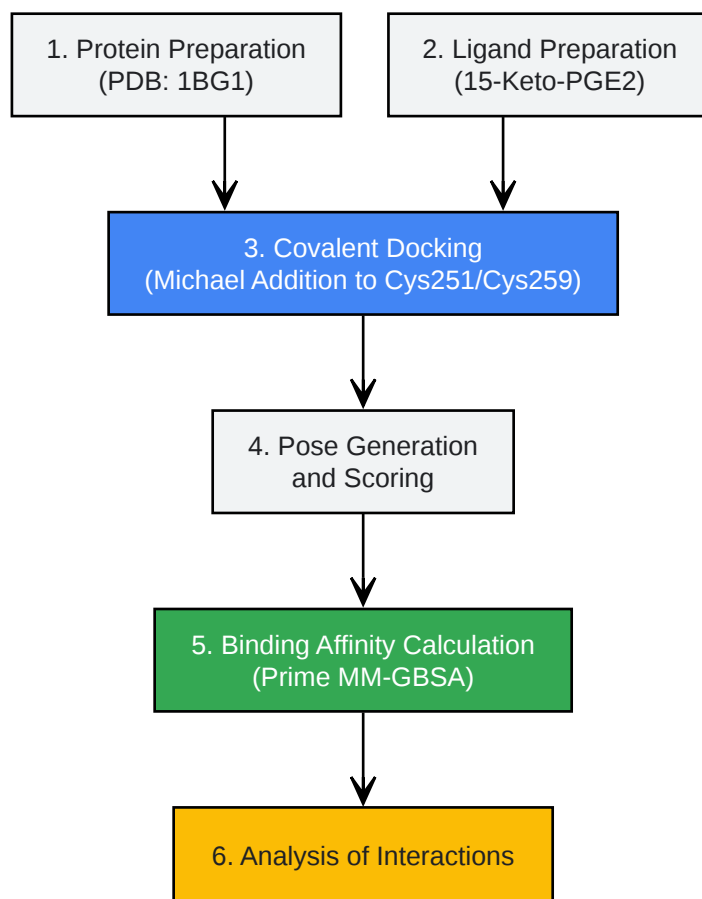 1. Protein Preparation
(PDB: 1BG1)
2. Ligand Preparation
(15-Keto-PGE2)
3. Covalent Docking
(Michael Addition to Cys251/Cys259)
4. Pose Generation
and Scoring
5. Binding Affinity Calculation
(Prime MM-GBSA)
6. Analysis of Interactions